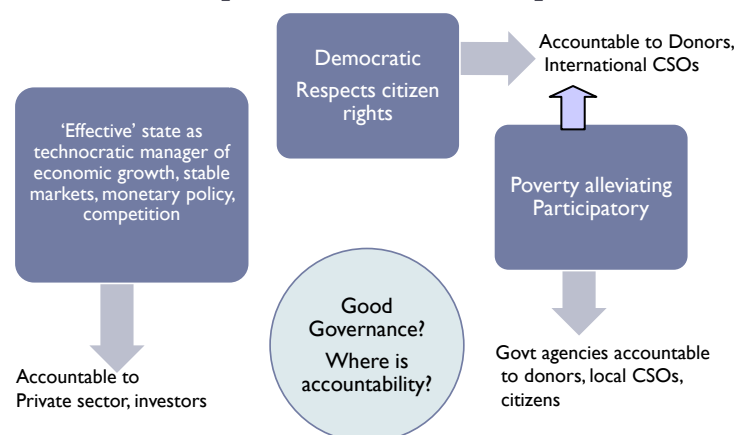 Democratic
Respects citizen
rights
Accountable to Donors,
International CSOs
‘Effective’ state as
technocratic manager of
economic growth, stable
markets, monetary policy,
competition
Poverty alleviating
Participatory
Good
Governance?
Where is
accountability?
Accountable to
Private sector, investors
Govt agencies accountable
to donors, local CSOs,
citizens